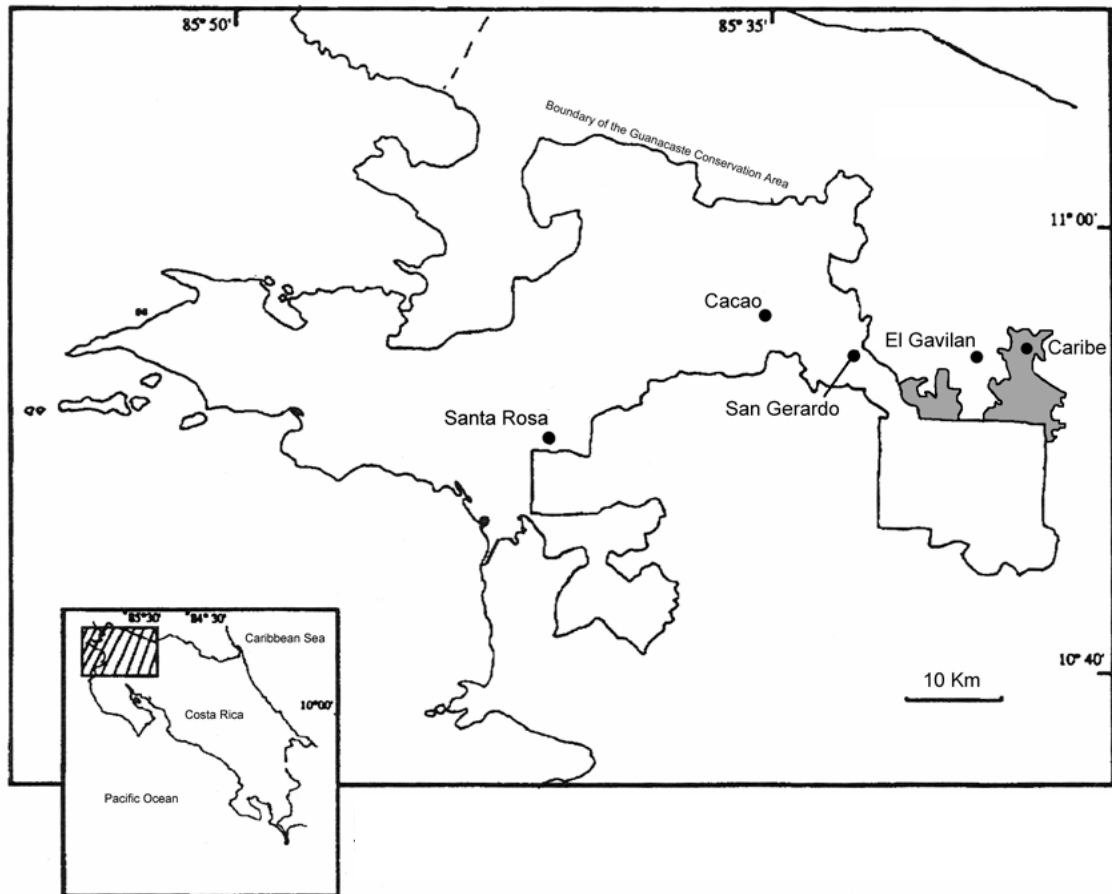 85° 50'
85° 35'
Boundary of the Guanacaste Conservation Area
11° 00'
Cacao
El Gavilan
Caribe
San Gerardo
Santa Rosa
10° 40'
10 Km
85° 30'
84° 30'
Caribbean Sea
10°00'
Costa Rica
Pacific Ocean